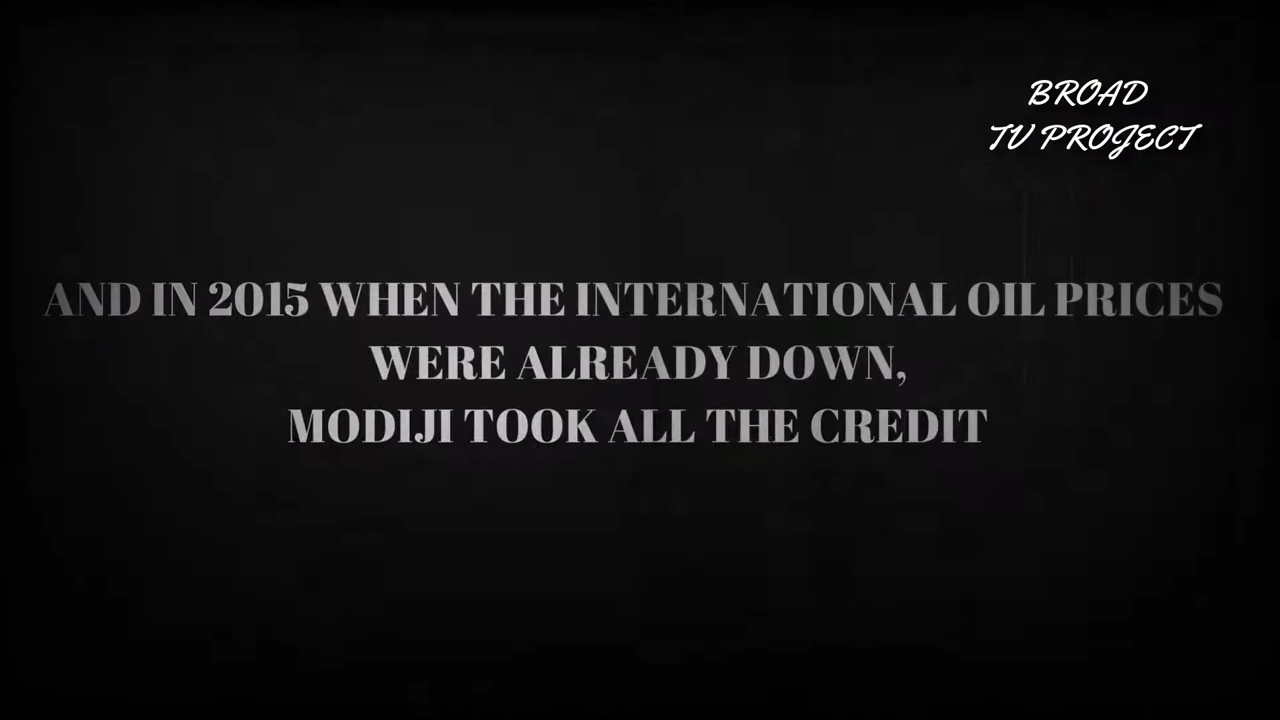 BROAD
TV PROJECT
AND IN 2015 WHEN THE INTERNATIONAL OIL PRICES
WERE ALREADY DOWN,
MODIJI TOOK ALL THE CREDIT